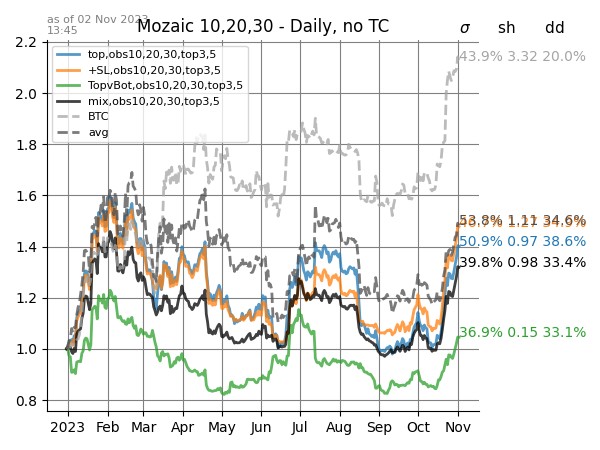 as of 02 Nov 2023
13:45
Mozaic 10,20,30 - Daily, no TC
σ sh dd
2.2
2.0
1.8
1.6
1.4
1.2
1.0
0.8
top,obs10,20,30,top3,5
+SL,obs10,20,30,top3,5
TopvBot,obs10,20,30,top3,5
mix,obs10,20,30,top3,5
BTC
avg
43.9% 3.32 20.0%
53.8% 1.11 34.6%
50.9% 0.97 38.6%
39.8% 0.98 33.4%
36.9% 0.15 33.1%
2023 Feb Mar Apr May Jun Jul Aug Sep Oct Nov